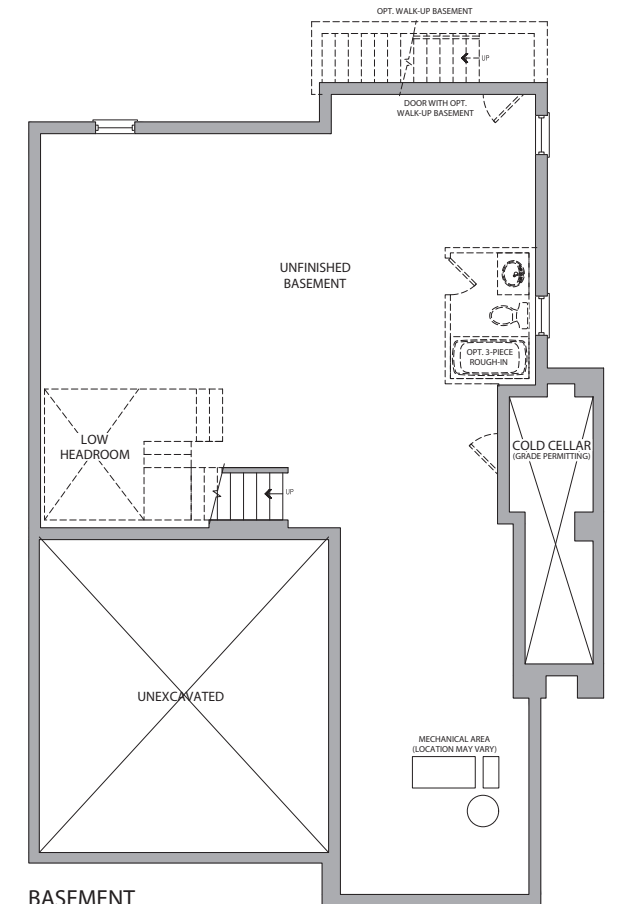 OPT. WALK-UP BASEMENT
UP
DOOR WITH OPT.
WALK-UP BASEMENT
UNFINISHED
BASEMENT
OPT. 3-PIECE
ROUGH-IN
LOW
HEADROOM
COLD CELLAR
(GRADE PERMITTING)
UP
UNEXCAVATED
MECHANICAL AREA
(LOCATION MAY VARY)
BASEMENT